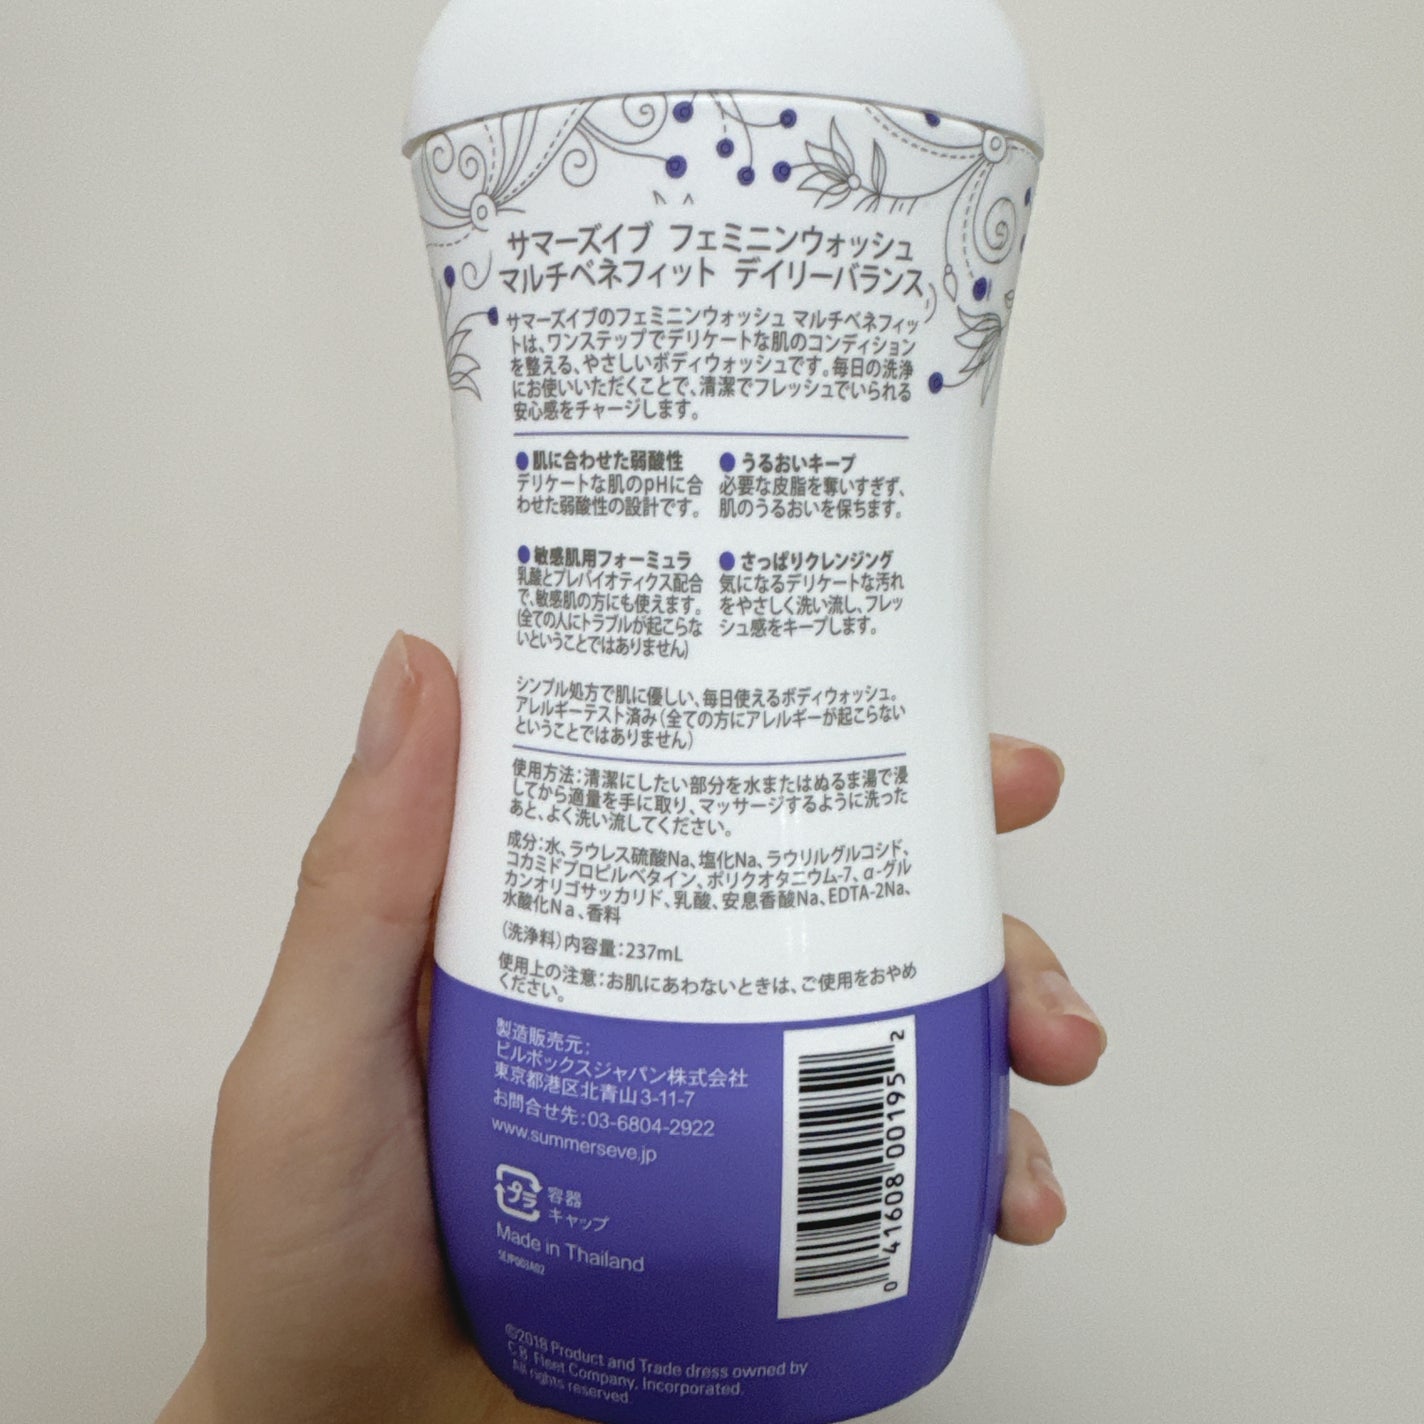 サマーズイブ フェミニンウォッシュ
マルチベネフィット デイリーバランス
サマーズイブのフェミニンウォッシュ マルチベネフィッ
トは、ワンステップでデリケートな肌のコンディション
を整える、やさしいボディウォッシュです。毎日の洗浄
にお使いいただくことで、清潔でフレッシュでいられる
安心感をチャージします。
●肌に合わせた弱酸性
デリケートな肌のpHに合
わせた弱酸性の設計です。
●うるおいキープ
必要な皮脂を奪いすぎず、
肌のうるおいを保ちます。
●敏感肌用フォーミュラ
乳酸とプレバイオティクス配合
で、敏感肌の方にも使えます。
(全ての人にトラブルが起こらな
いということではありません)
●さっぱりクレンジング
気になるデリケートな汚れ
をやさしく洗い流し、フレッ
シュ感をキープします。
シンプル処方で肌に優しい、毎日使えるボディウォッシュ。
アレルギーテスト済み(全ての方にアレルギーが起こらない
ということではありません)
使用方法:清潔にしたい部分を水またはぬるま湯で浸
してから適量を手に取り、マッサージするように洗った
あと、よく洗い流してください。
成分:水、ラウレス硫酸Na、塩化Na、ラウリルグルコシド、
コカミドプロピルベタイン、ポリクオタニウム-7、α-グル
カンオリゴサッカリド、乳酸、安息香酸Na、EDTA-2Na、
水酸化Na、香料
(洗浄料)内容量:237mL
使用上の注意:お肌にあわないときは、ご使用をおやめ
ください。
製造販売元:
ピルボックスジャパン株式会社
東京都港区北青山3-11-7
お問合せ先:03-6804-2922
www.summerseve.jp
プラ
容器
キャップ
Made in Thailand
SEJP003A02
0 41608 00195 2
©2018 Product and Trade dress owned by
C.B. Fleet Company, Incorporated.
All rights reserved.